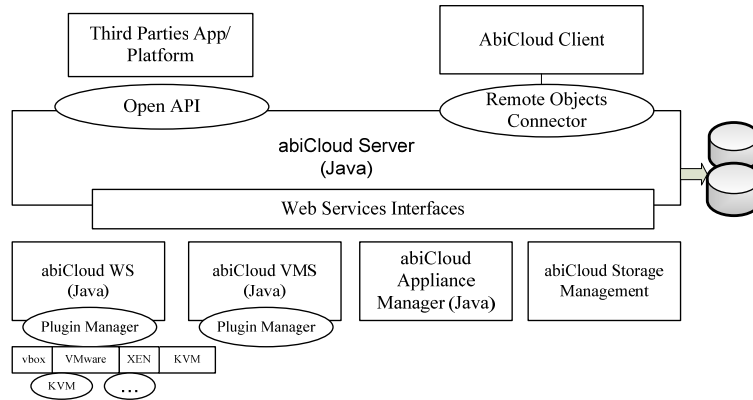 Third Parties App/
Platform
AbiCloud Client
Open API
Remote Objects
Connector
abiCloud Server
(Java)
Web Services Interfaces
abiCloud WS
(Java)
abiCloud VMS
(Java)
abiCloud
Appliance
Manager (Java)
abiCloud Storage
Management
Plugin Manager
Plugin Manager
vbox
VMware
XEN
KVM
KVM
...